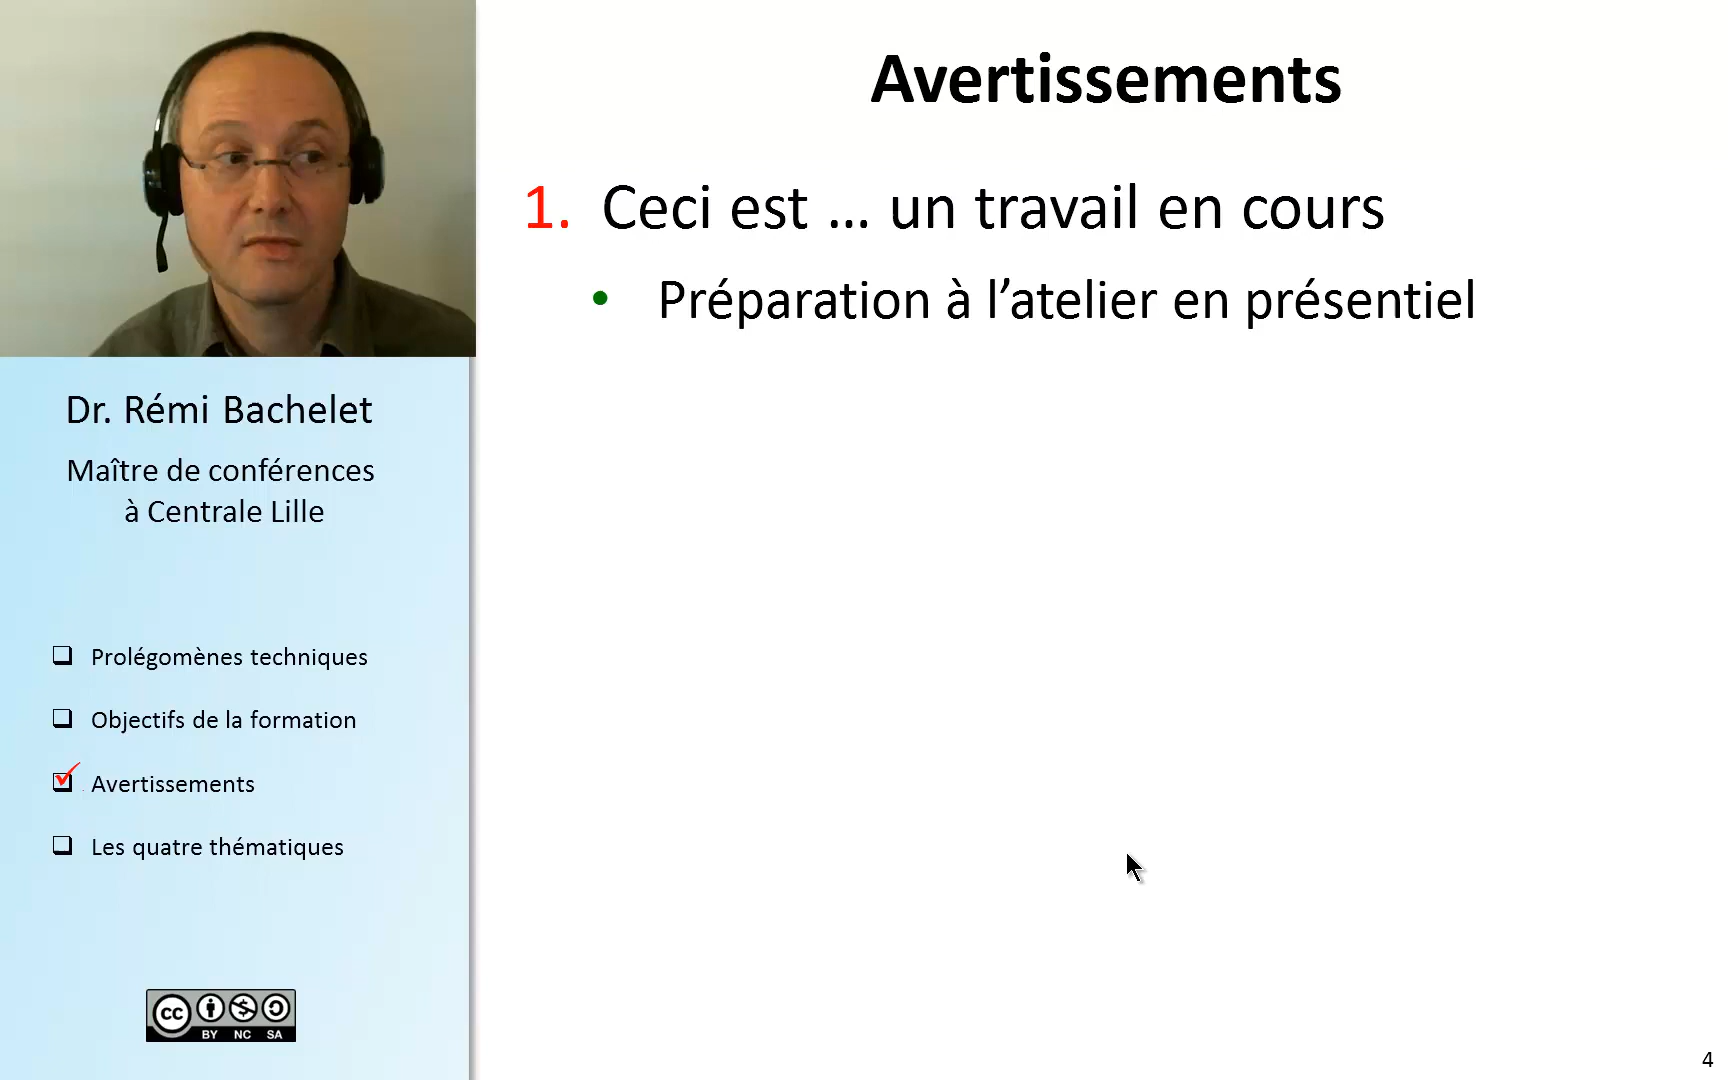 Avertissements
1. Ceci est ... un travail en cours
• Préparation à l’atelier en présentiel
Dr. Rémi Bachelet
Maître de conférences
à Centrale Lille
Prolégomènes techniques
Objectifs de la formation
Avertissements
Les quatre thématiques
cc
BY NC SA
4